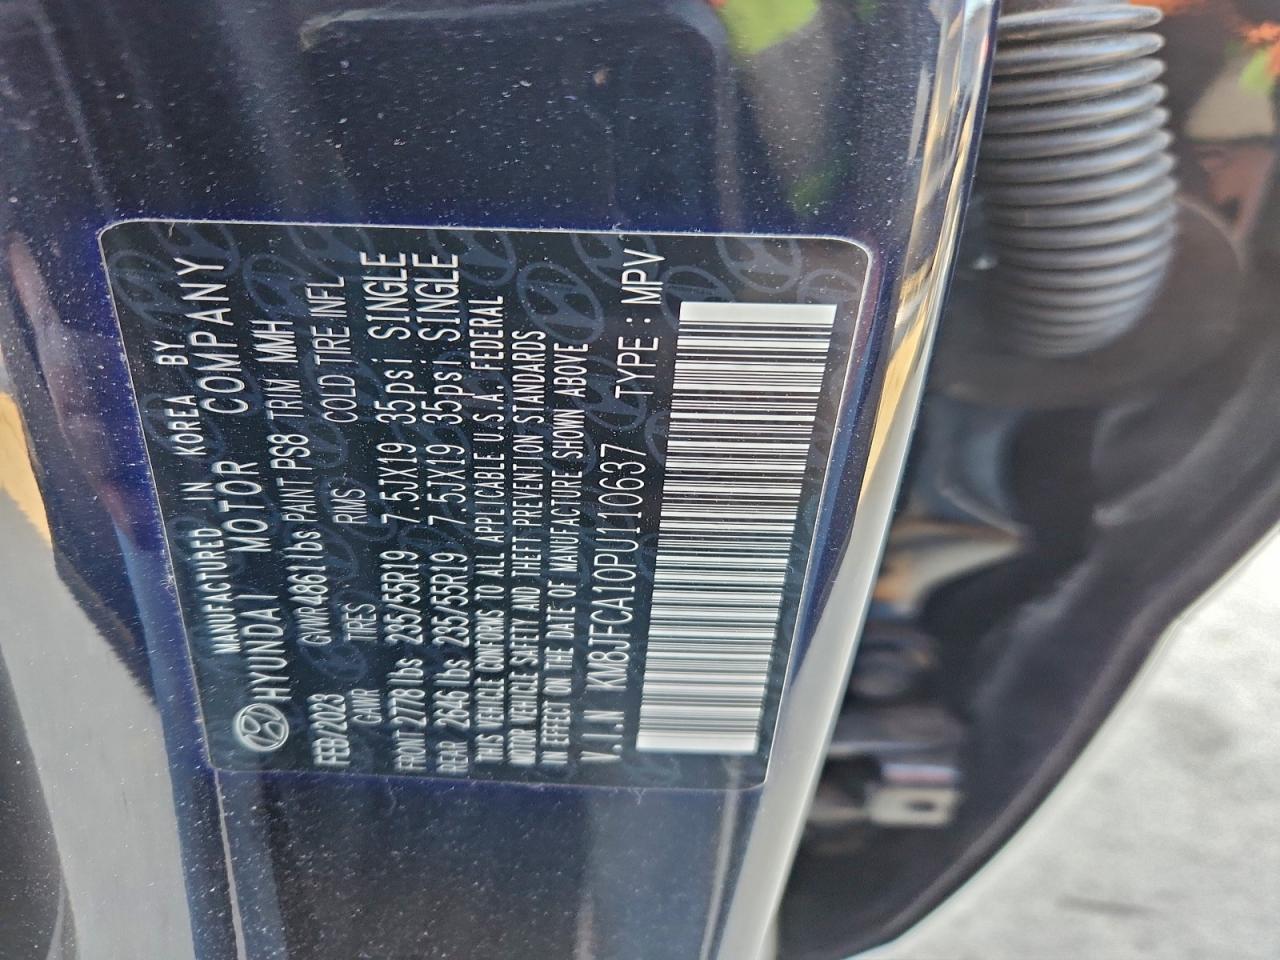 MANUFACTURED IN KOREA BY
HYUNDAI MOTOR COMPANY
FEB/2023 GVWR4861lbs PAINT PS8 TRIM MMH
GAWR TIRES RIMS COLD TIRE INFL
FRONT 2778 lbs 235/55R19 7.5JX19 35psi SINGLE
REAR 2646 lbs 235/55R19 7.5JX19 35psi SINGLE
THIS VEHICLE CONFORMS TO ALL APPLICABLE U.S.A. FEDERAL
MOTOR VEHICLE SAFETY AND THEFT PREVENTION STANDARDS
IN EFFECT ON THE DATE OF MANUFACTURE SHOWN ABOVE
V.I.N KM8JFCA10PU110637 TYPE : MPV